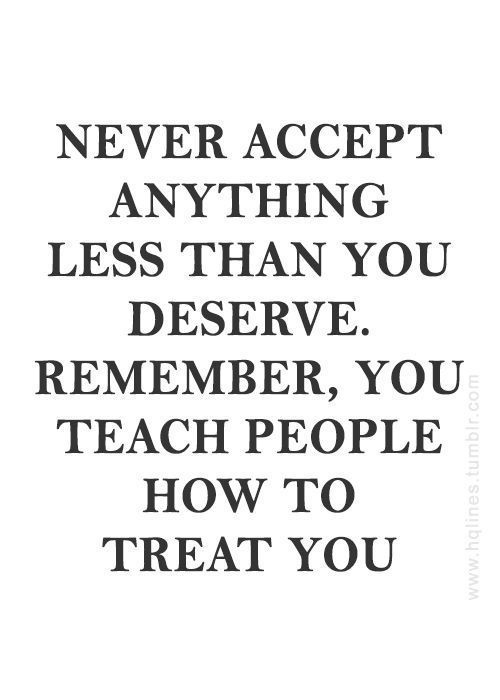 NEVER ACCEPT
ANYTHING
LESS THAN YOU
DESERVE.
REMEMBER, YOU
TEACH PEOPLE
HOW TO
TREAT YOU
www.hqlines.tumblr.com